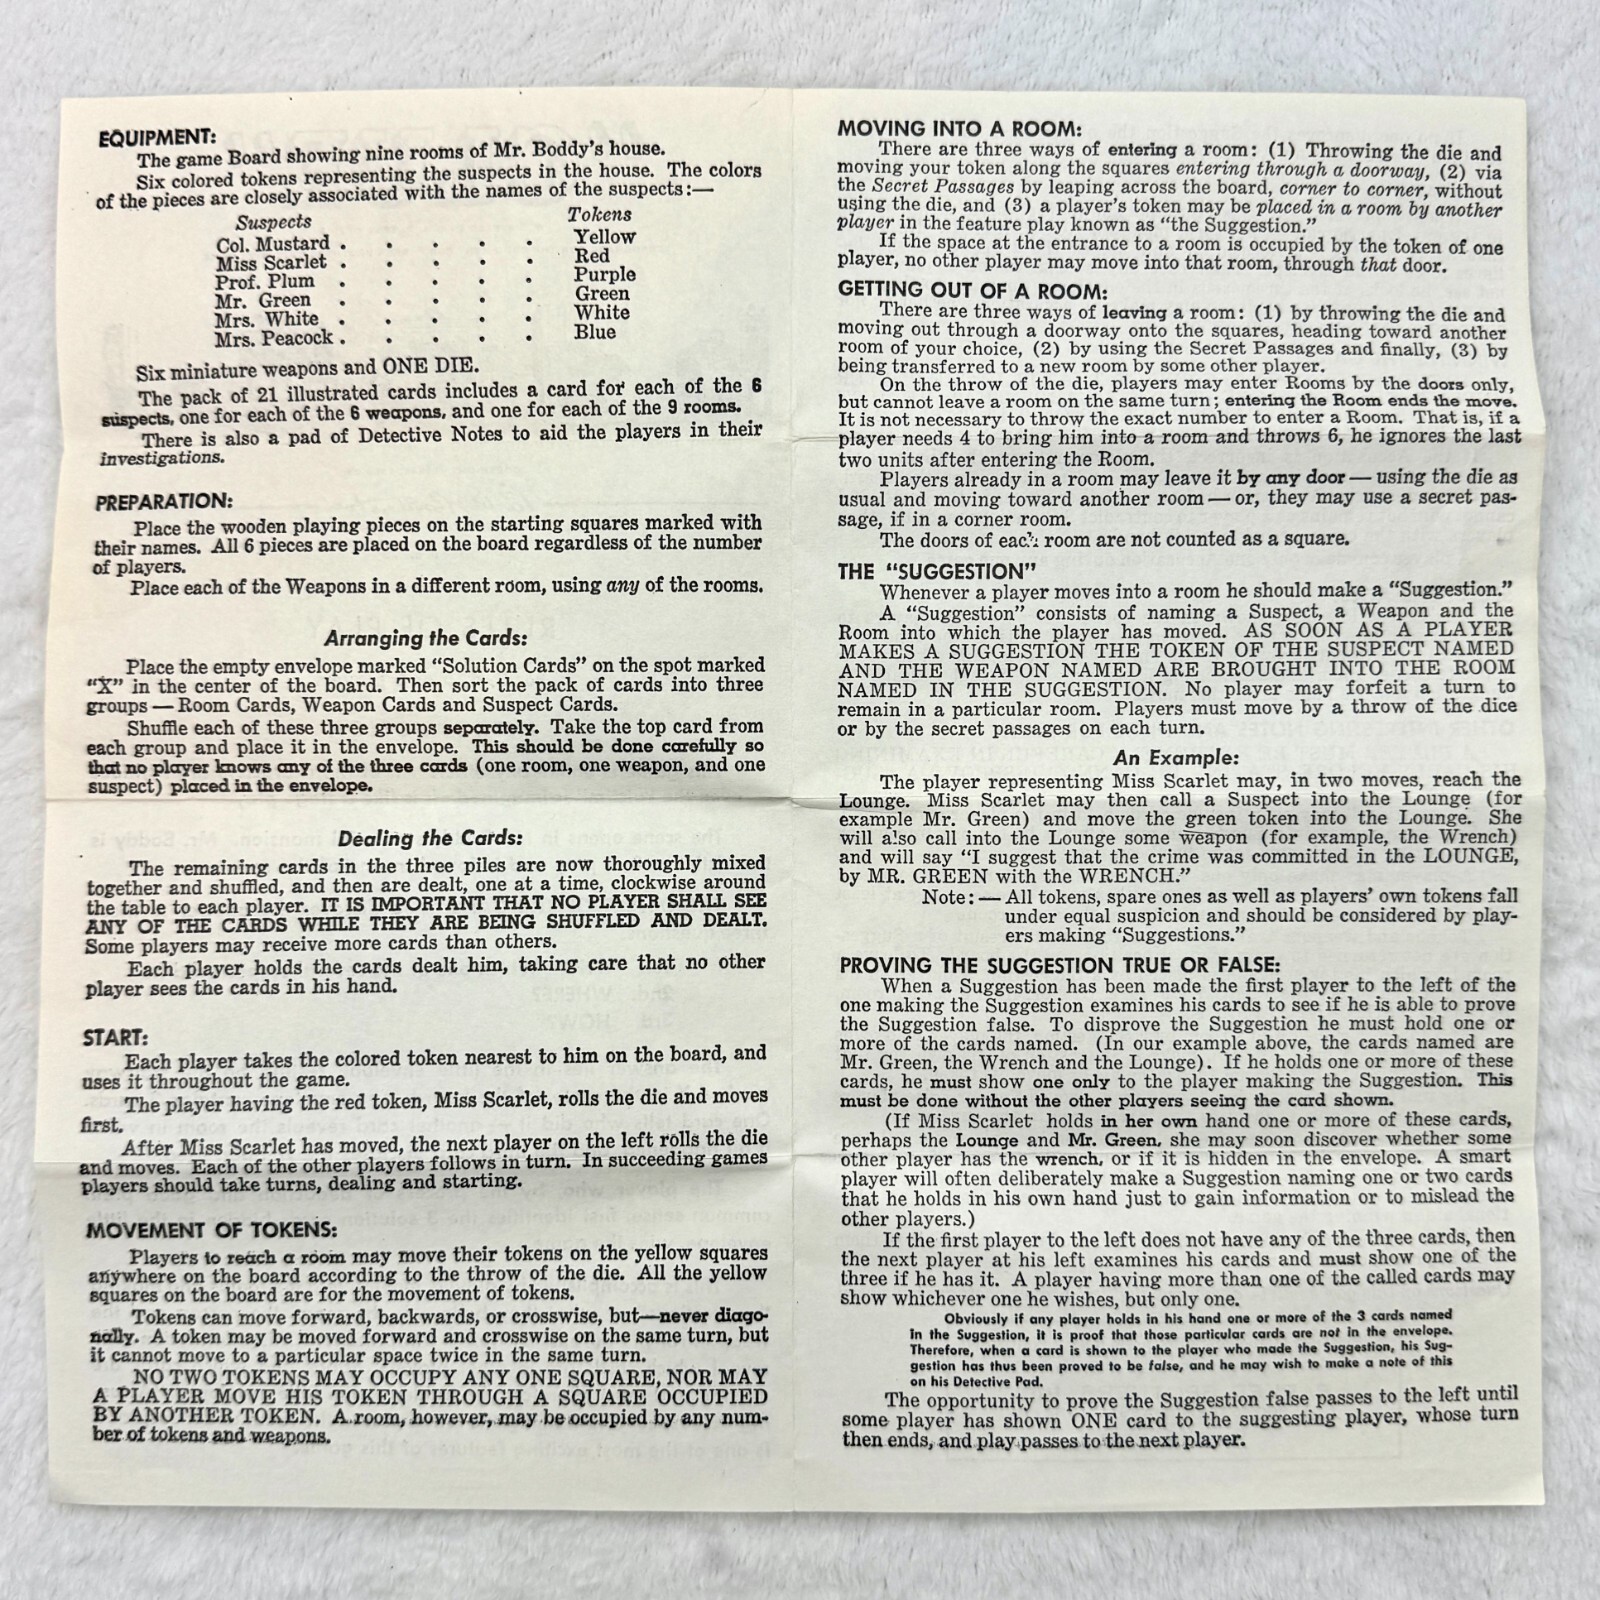 EQUIPMENT:
The game Board showing nine rooms of Mr. Boddy's house.
Six colored tokens representing the suspects in the house. The colors
of the pieces are closely associated with the names of the suspects:—
Suspects Tokens
Col. Mustard . . . . . Yellow
Miss Scarlet . . . . . Red
Prof. Plum . . . . . Purple
Mr. Green . . . . . Green
Mrs. White . . . . . White
Mrs. Peacock . . . . . Blue
Six miniature weapons and ONE DIE.
The pack of 21 illustrated cards includes a card for each of the 6
suspects, one for each of the 6 weapons, and one for each of the 9 rooms.
There is also a pad of Detective Notes to aid the players in their
investigations.
PREPARATION:
Place the wooden playing pieces on the starting squares marked with
their names. All 6 pieces are placed on the board regardless of the number
of players.
Place each of the Weapons in a different room, using any of the rooms.
Arranging the Cards:
Place the empty envelope marked "Solution Cards" on the spot marked
"X" in the center of the board. Then sort the pack of cards into three
groups — Room Cards, Weapon Cards and Suspect Cards.
Shuffle each of these three groups separately. Take the top card from
each group and place it in the envelope. This should be done carefully so
that no player knows any of the three cards (one room, one weapon, and one
suspect) placed in the envelope.
Dealing the Cards:
The remaining cards in the three piles are now thoroughly mixed
together and shuffled, and then are dealt, one at a time, clockwise around
the table to each player. IT IS IMPORTANT THAT NO PLAYER SHALL SEE
ANY OF THE CARDS WHILE THEY ARE BEING SHUFFLED AND DEALT.
Some players may receive more cards than others.
Each player holds the cards dealt him, taking care that no other
player sees the cards in his hand.
START:
Each player takes the colored token nearest to him on the board, and
uses it throughout the game.
The player having the red token, Miss Scarlet, rolls the die and moves
first.
After Miss Scarlet has moved, the next player on the left rolls the die
and moves. Each of the other players follows in turn. In succeeding games
players should take turns, dealing and starting.
MOVEMENT OF TOKENS:
Players to reach a room may move their tokens on the yellow squares
anywhere on the board according to the throw of the die. All the yellow
squares on the board are for the movement of tokens.
Tokens can move forward, backwards, or crosswise, but—never diago-
nally. A token may be moved forward and crosswise on the same turn, but
it cannot move to a particular space twice in the same turn.
NO TWO TOKENS MAY OCCUPY ANY ONE SQUARE, NOR MAY
A PLAYER MOVE HIS TOKEN THROUGH A SQUARE OCCUPIED
BY ANOTHER TOKEN. A room, however, may be occupied by any num-
ber of tokens and weapons.
MOVING INTO A ROOM:
There are three ways of entering a room: (1) Throwing the die and
moving your token along the squares entering through a doorway, (2) via
the Secret Passages by leaping across the board, corner to corner, without
using the die, and (3) a player's token may be placed in a room by another
player in the feature play known as "the Suggestion."
If the space at the entrance to a room is occupied by the token of one
player, no other player may move into that room, through that door.
GETTING OUT OF A ROOM:
There are three ways of leaving a room: (1) by throwing the die and
moving out through a doorway onto the squares, heading toward another
room of your choice, (2) by using the Secret Passages and finally, (3) by
being transferred to a new room by some other player.
On the throw of the die, players may enter Rooms by the doors only,
but cannot leave a room on the same turn; entering the Room ends the move.
It is not necessary to throw the exact number to enter a Room. That is, if a
player needs 4 to bring him into a room and throws 6, he ignores the last
two units after entering the Room.
Players already in a room may leave it by any door — using the die as
usual and moving toward another room — or, they may use a secret pas-
sage, if in a corner room.
The doors of each room are not counted as a square.
THE "SUGGESTION"
Whenever a player moves into a room he should make a "Suggestion."
A "Suggestion" consists of naming a Suspect, a Weapon and the
Room into which the player has moved. AS SOON AS A PLAYER
MAKES A SUGGESTION THE TOKEN OF THE SUSPECT NAMED
AND THE WEAPON NAMED ARE BROUGHT INTO THE ROOM
NAMED IN THE SUGGESTION. No player may forfeit a turn to
remain in a particular room. Players must move by a throw of the dice
or by the secret passages on each turn.
An Example:
The player representing Miss Scarlet may, in two moves, reach the
Lounge. Miss Scarlet may then call a Suspect into the Lounge (for
example Mr. Green) and move the green token into the Lounge. She
will also call into the Lounge some weapon (for example, the Wrench)
and will say "I suggest that the crime was committed in the LOUNGE,
by MR. GREEN with the WRENCH."
Note: — All tokens, spare ones as well as players' own tokens fall
under equal suspicion and should be considered by play-
ers making "Suggestions."
PROVING THE SUGGESTION TRUE OR FALSE:
When a Suggestion has been made the first player to the left of the
one making the Suggestion examines his cards to see if he is able to prove
the Suggestion false. To disprove the Suggestion he must hold one or
more of the cards named. (In our example above, the cards named are
Mr. Green, the Wrench and the Lounge). If he holds one or more of these
cards, he must show one only to the player making the Suggestion. This
must be done without the other players seeing the card shown.
(If Miss Scarlet holds in her own hand one or more of these cards,
perhaps the Lounge and Mr. Green, she may soon discover whether some
other player has the wrench, or if it is hidden in the envelope. A smart
player will often deliberately make a Suggestion naming one or two cards
that he holds in his own hand just to gain information or to mislead the
other players.)
If the first player to the left does not have any of the three cards, then
the next player at his left examines his cards and must show one of the
three if he has it. A player having more than one of the called cards may
show whichever one he wishes, but only one.
Obviously if any player holds in his hand one or more of the 3 cards named
in the Suggestion, it is proof that those particular cards are not in the envelope.
Therefore, when a card is shown to the player who made the Suggestion, his Sug-
gestion has thus been proved to be false, and he may wish to make a note of this
on his Detective Pad.
The opportunity to prove the Suggestion false passes to the left until
some player has shown ONE card to the suggesting player, whose turn
then ends, and play passes to the next player.